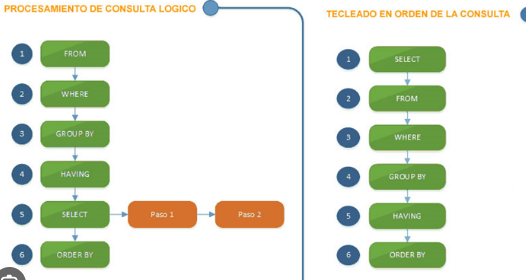 PROCESAMIENTO DE CONSULTA LOGICO
1 FROM
2 WHERE
3 GROUP BY
4 HAVING
5 SELECT Paso 1 Paso 2
6 ORDER BY
TECLEADO EN ORDEN DE LA CONSULTA
1 SELECT
2 FROM
3 WHERE
4 GROUP BY
5 HAVING
6 ORDER BY